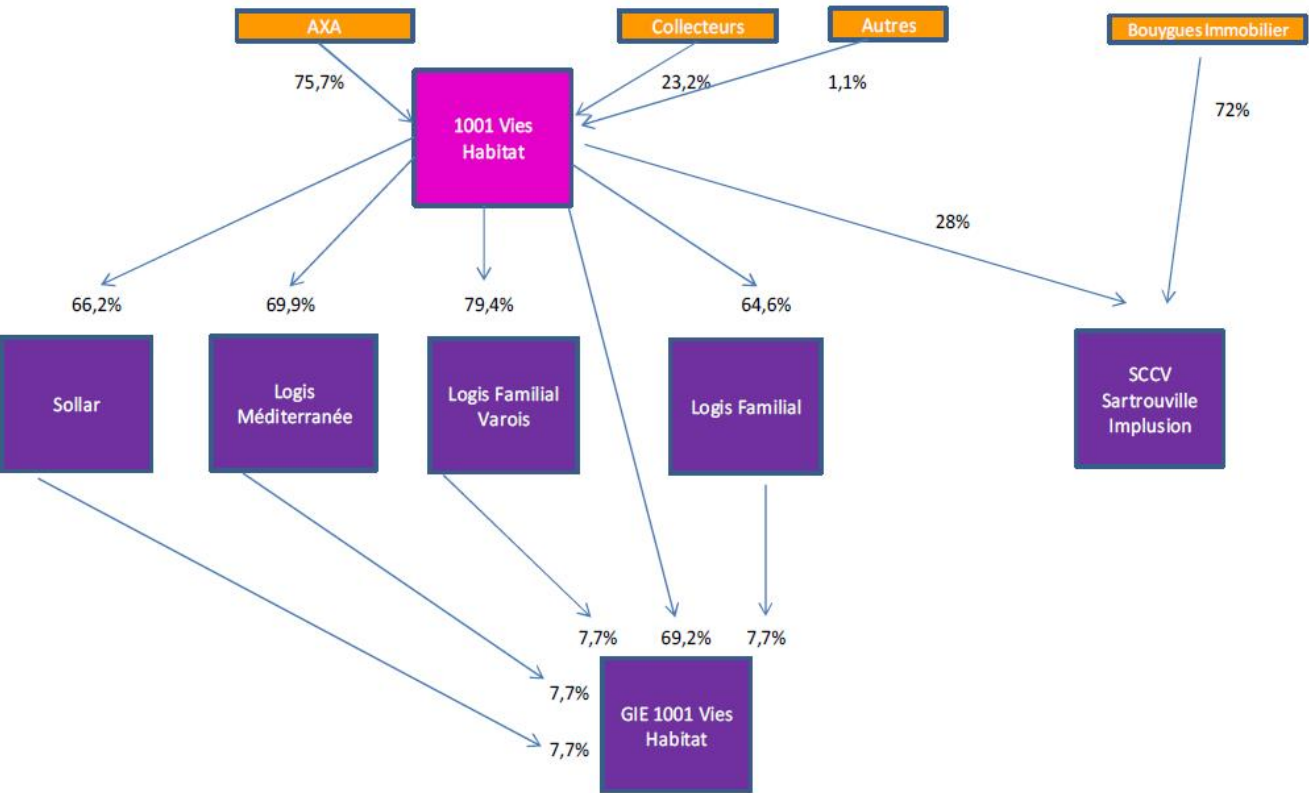 AXA
Collecteurs
Autres
Bouygues Immobilier
75,7%
23,2%
1,1%
72%
1001 Vies
Habitat
28%
66,2%
69,9%
79,4%
64,6%
Sollar
Logis
Méditerranée
Logis Familial
Varois
Logis Familial
SCCV
Sartrouville
Implusion
7,7%
69,2%
7,7%
7,7%
7,7%
GIE 1001 Vies
Habitat